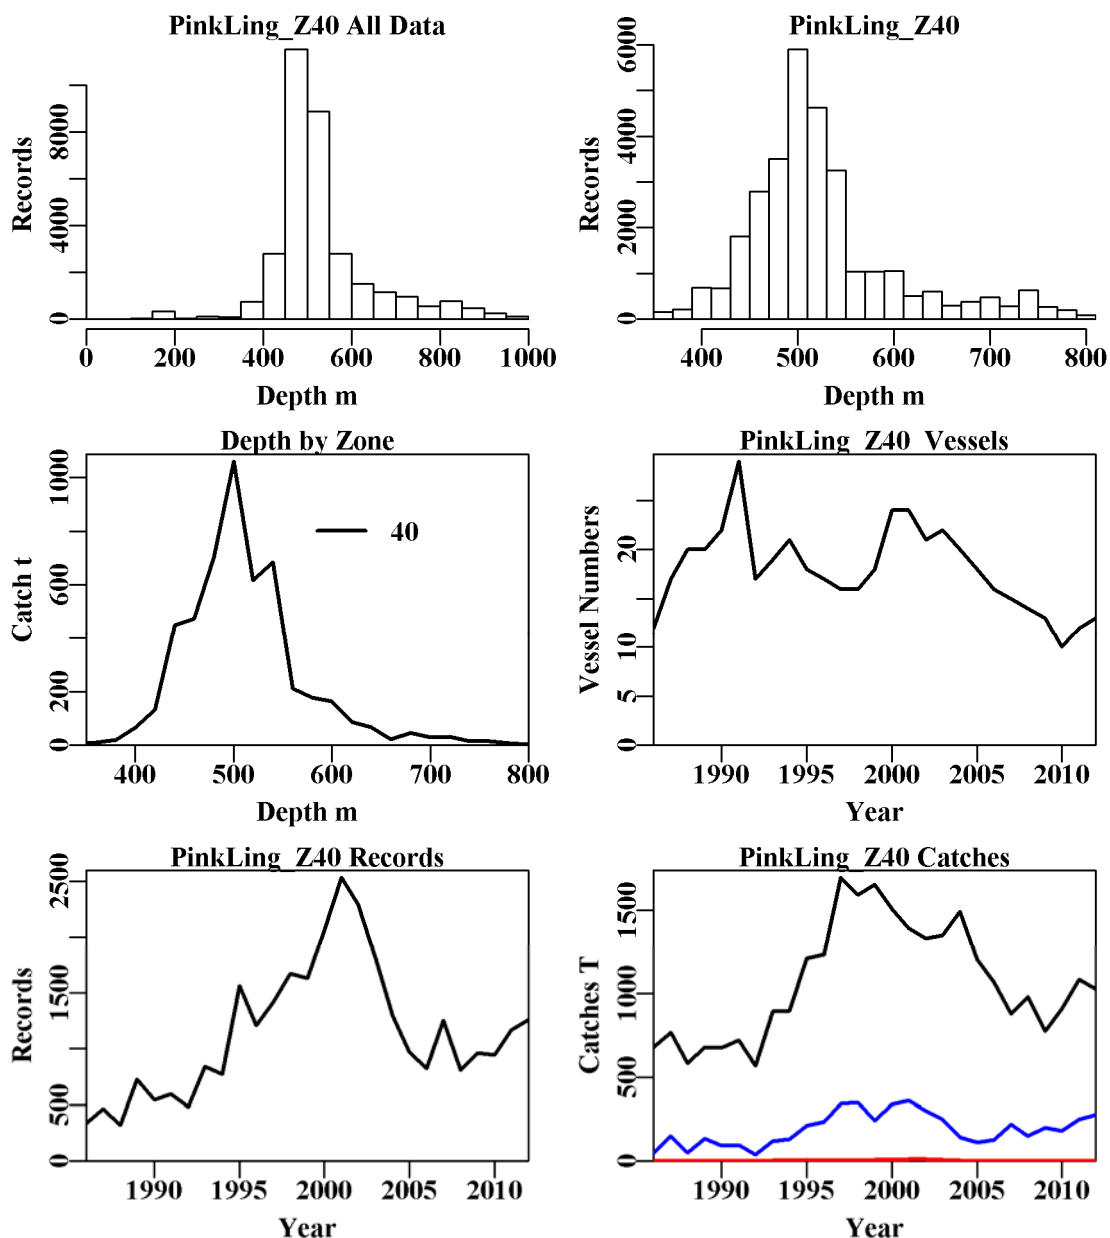 PinkLing_Z40 All Data
Records
0 4000 8000
0 200 400 600 800 1000
Depth m
PinkLing_Z40
Records
0 2000 4000 6000
400 500 600 700 800
Depth m
Depth by Zone
Catch t
0 200 600 1000
40
400 500 600 700 800
Depth m
PinkLing_Z40 Vessels
Vessel Numbers
0 5 10 20
1990 1995 2000 2005 2010
Year
PinkLing_Z40 Records
Records
0 500 1500 2500
1990 1995 2000 2005 2010
Year
PinkLing_Z40 Catches
Catches T
0 500 1000 1500
1990 1995 2000 2005 2010
Year